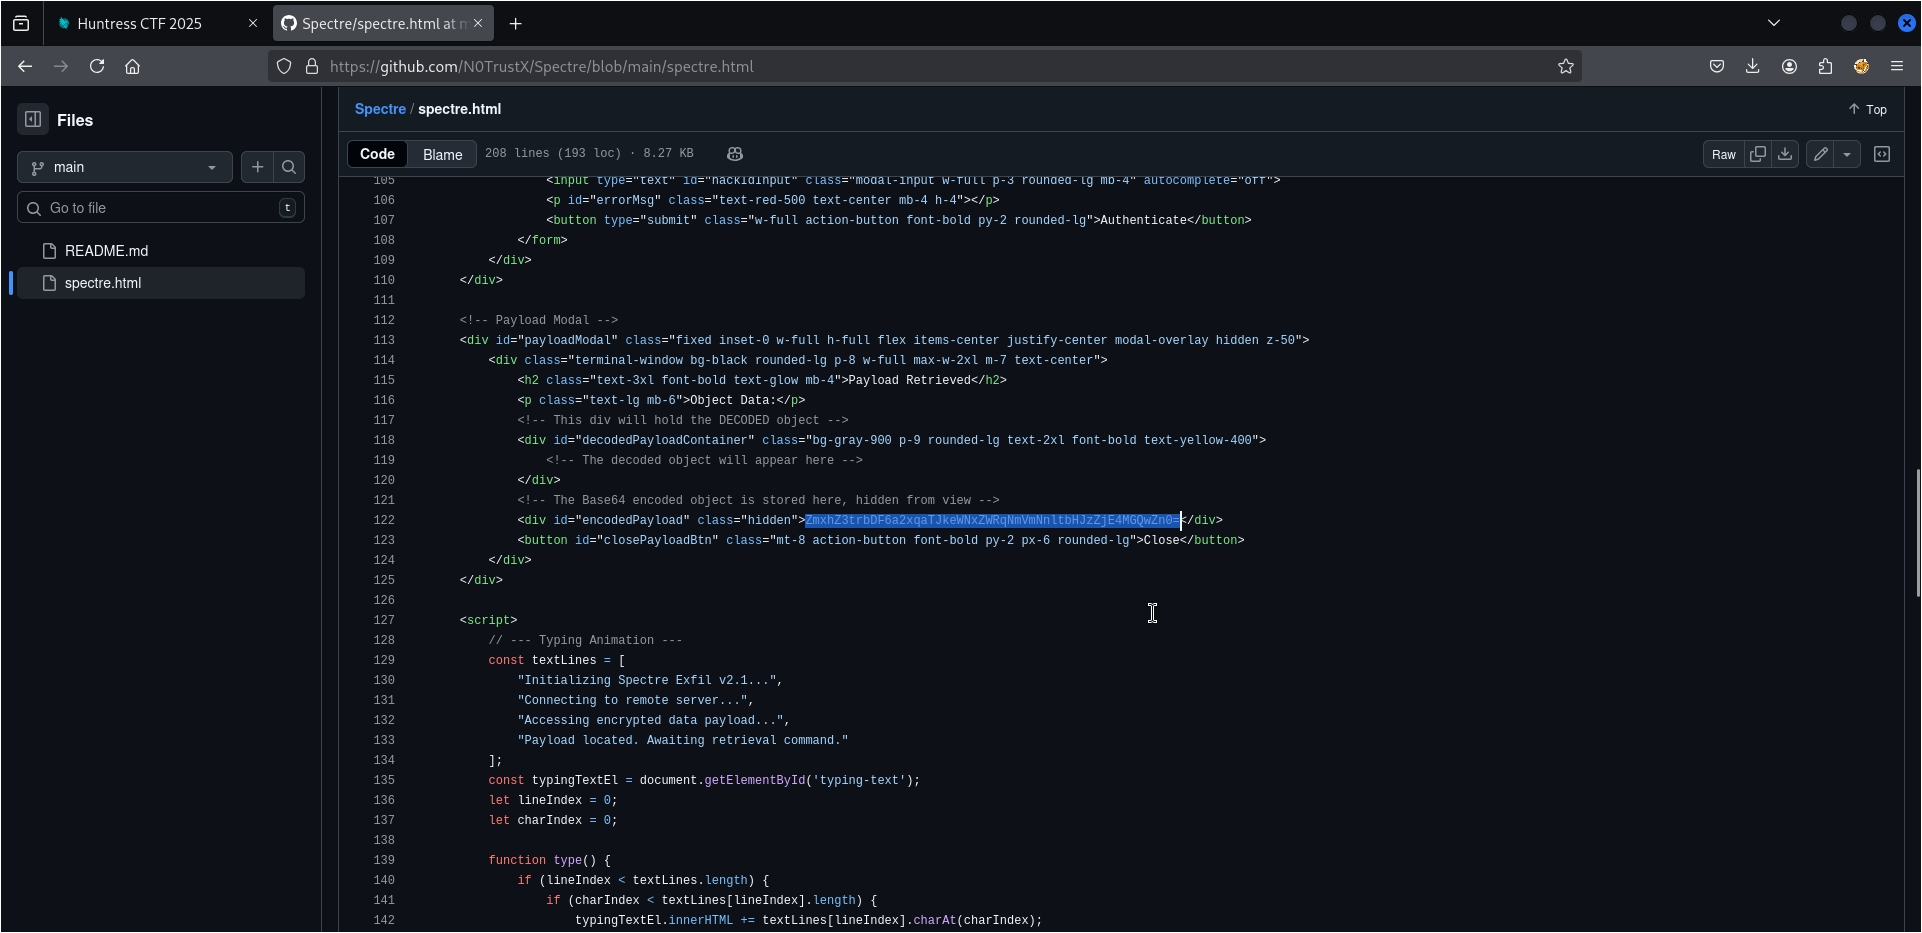 Huntress CTF 2025
Spectre/spectre.html at m
https://github.com/N0TrustX/Spectre/blob/main/spectre.html
Files
main
Go to file
t
README.md
spectre.html
Spectre / spectre.html
Top
Code Blame 208 lines (193 loc) · 8.27 KB
Raw
105 <input type="text" id="hackIdInput" class="modal-input w-full p-3 rounded-lg mb-4" autocomplete="off">
106 <p id="errorMsg" class="text-red-500 text-center mb-4 h-4"></p>
107 <button type="submit" class="w-full action-button font-bold py-2 rounded-lg">Authenticate</button>
108 </form>
109 </div>
110 </div>
111
112 <!-- Payload Modal -->
113 <div id="payloadModal" class="fixed inset-0 w-full h-full flex items-center justify-center modal-overlay hidden z-50">
114 <div class="terminal-window bg-black rounded-lg p-8 w-full max-w-2xl m-7 text-center">
115 <h2 class="text-3xl font-bold text-glow mb-4">Payload Retrieved</h2>
116 <p class="text-lg mb-6">Object Data:</p>
117 <!-- This div will hold the DECODED object -->
118 <div id="decodedPayloadContainer" class="bg-gray-900 p-9 rounded-lg text-2xl font-bold text-yellow-400">
119 <!-- The decoded object will appear here -->
120 </div>
121 <!-- The Base64 encoded object is stored here, hidden from view -->
122 <div id="encodedPayload" class="hidden">ZmxhZ3trbDF6a2xqaTJkeWNxZWRqNmVmNnltbHJzZjE4MGQwZn0=</div>
123 <button id="closePayloadBtn" class="mt-8 action-button font-bold py-2 px-6 rounded-lg">Close</button>
124 </div>
125 </div>
126
127 <script>
128 // --- Typing Animation ---
129 const textLines = [
130 "Initializing Spectre Exfil v2.1...",
131 "Connecting to remote server...",
132 "Accessing encrypted data payload...",
133 "Payload located. Awaiting retrieval command."
134 ];
135 const typingTextEl = document.getElementById('typing-text');
136 let lineIndex = 0;
137 let charIndex = 0;
138
139 function type() {
140 if (lineIndex < textLines.length) {
141 if (charIndex < textLines[lineIndex].length) {
142 typingTextEl.innerHTML += textLines[lineIndex].charAt(charIndex);